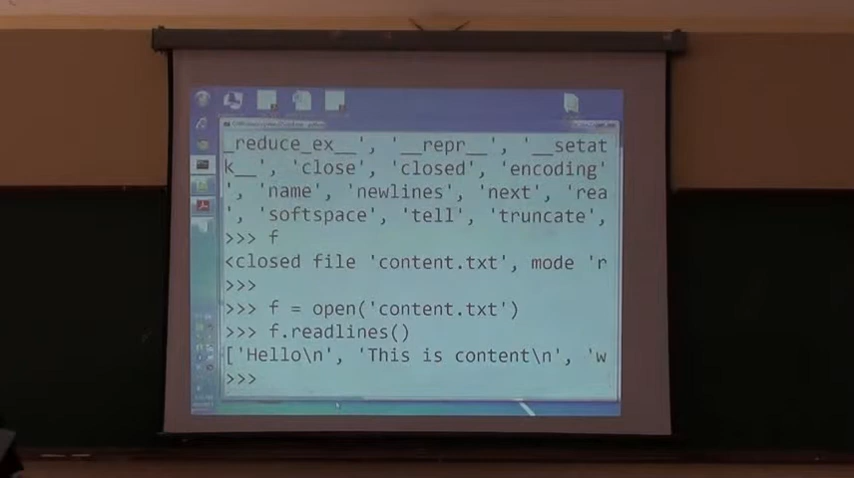 _reduce_ex__', '__repr__', '__setat
k__', 'close', 'closed', 'encoding'
', 'name', 'newlines', 'next', 'rea
', 'softspace', 'tell', 'truncate',
>>> f
<closed file 'content.txt', mode 'r
>>>
>>> f = open('content.txt')
>>> f.readlines()
['Hello\n', 'This is content\n', 'w
>>>